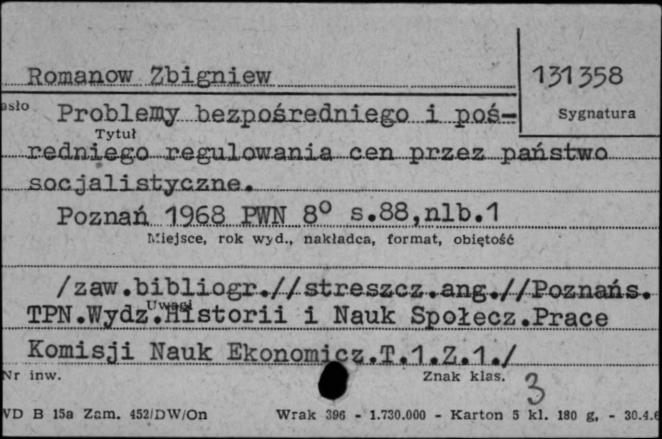 Romanow Zbigniew
131358
Sygnatura
asło Problemy bezpośredniego i poś-
Tytuł
redniego regulowania cen przez państwo
socjalistyczne.
Poznań 1968 PWN 8° s.88,nlb.1
Miejsce, rok wyd., nakładca, format, objętość
/zaw.bibliogr.//streszcz.ang.//Poznańs.
Uwagi
TPN.Wydz.Historii i Nauk Społecz.Prace
Komisji Nauk Ekonomicz.T.1.Z.1./
Nr inw.
Znak klas. 3
VD B 15a Zam. 452/DW/On Wrak 396 - 1.730.000 - Karton 5 kl. 180 g. - 30.4.6